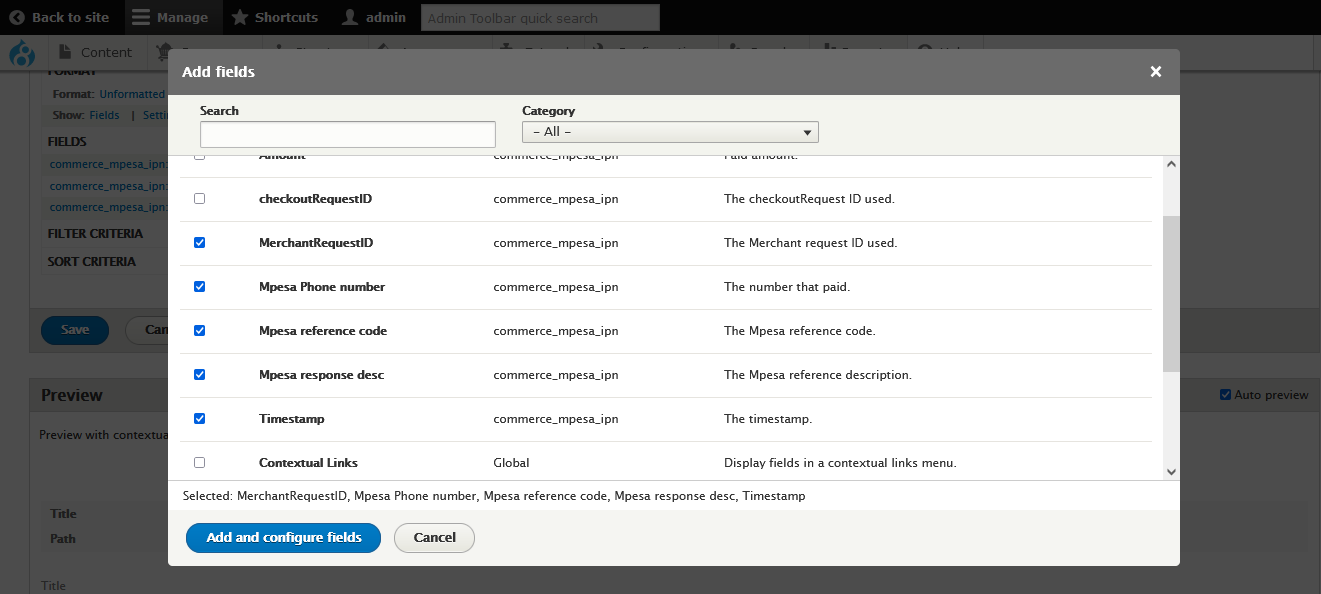 Back to site Manage Shortcuts admin Admin Toolbar quick search
Content
Add fields
FORMAT
Format: Unformatted
Show: Fields | Setti
FIELDS
commerce_mpesa_ipn:
commerce_mpesa_ipn:
commerce_mpesa_ipn:
FILTER CRITERIA
SORT CRITERIA
Save Can
Preview
Auto preview
Preview with contextua
Title
Path
Title
Search Category
- All -
Amount commerce_mpesa_ipn Paid amount.
checkoutRequestID commerce_mpesa_ipn The checkoutRequest ID used.
MerchantRequestID commerce_mpesa_ipn The Merchant request ID used.
Mpesa Phone number commerce_mpesa_ipn The number that paid.
Mpesa reference code commerce_mpesa_ipn The Mpesa reference code.
Mpesa response desc commerce_mpesa_ipn The Mpesa reference description.
Timestamp commerce_mpesa_ipn The timestamp.
Contextual Links Global Display fields in a contextual links menu.
Selected: MerchantRequestID, Mpesa Phone number, Mpesa reference code, Mpesa response desc, Timestamp
Add and configure fields Cancel